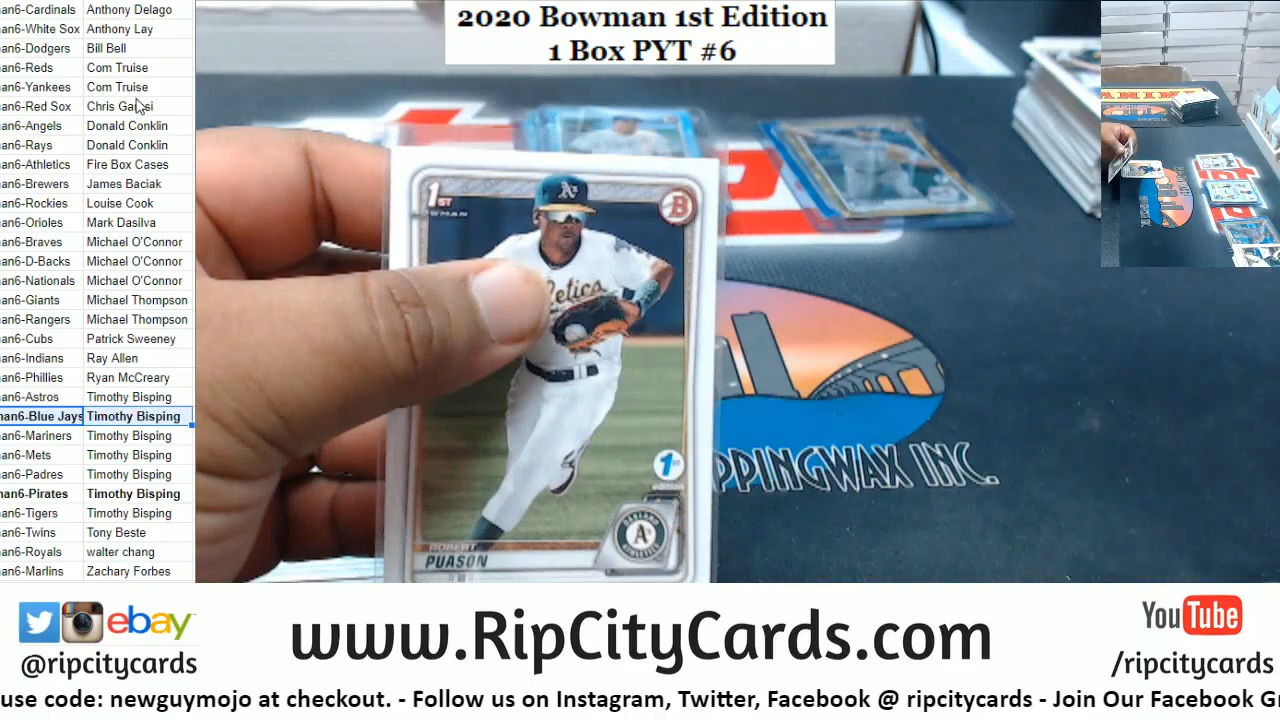 2020 Bowman 1st Edition
1 Box PYT #6
an6-Cardinals Anthony Delago
an6-White Sox Anthony Lay
an6-Dodgers Bill Bell
an6-Reds Com Truise
an6-Yankees Com Truise
an6-Red Sox Chris
an6-Angels Donald Conklin
an6-Rays Donald Conklin
an6-Athletics Fire Box Cases
an6-Brewers James Baciak
an6-Rockies Louise Cook
an6-Orioles Mark Dasilva
an6-Braves Michael O'Connor
an6-D-Backs Michael O'Connor
an6-Nationals Michael O'Connor
an6-Giants Michael Thompson
an6-Rangers Michael Thompson
an6-Cubs Patrick Sweeney
an6-Indians Ray Allen
an6-Phillies Ryan McCreary
an6-Astros Timothy Bisping
nan6-Blue Jays Timothy Bisping
an6-Mariners Timothy Bisping
an6-Mets Timothy Bisping
an6-Padres Timothy Bisping
an6-Pirates Timothy Bisping
an6-Tigers Timothy Bisping
an6-Twins Tony Beste
an6-Royals walter chang
an6-Marlins Zachary Forbes
1ST
WMAN
B
A's
letics
1st
edition
A's
ROBERT
PUASON
PPINGWAX INC.
ebay
@ripcitycards
www.RipCityCards.com
YouTube
/ripcitycards
use code: newguymojo at checkout. - Follow us on Instagram, Twitter, Facebook @ ripcitycards - Join Our Facebook G